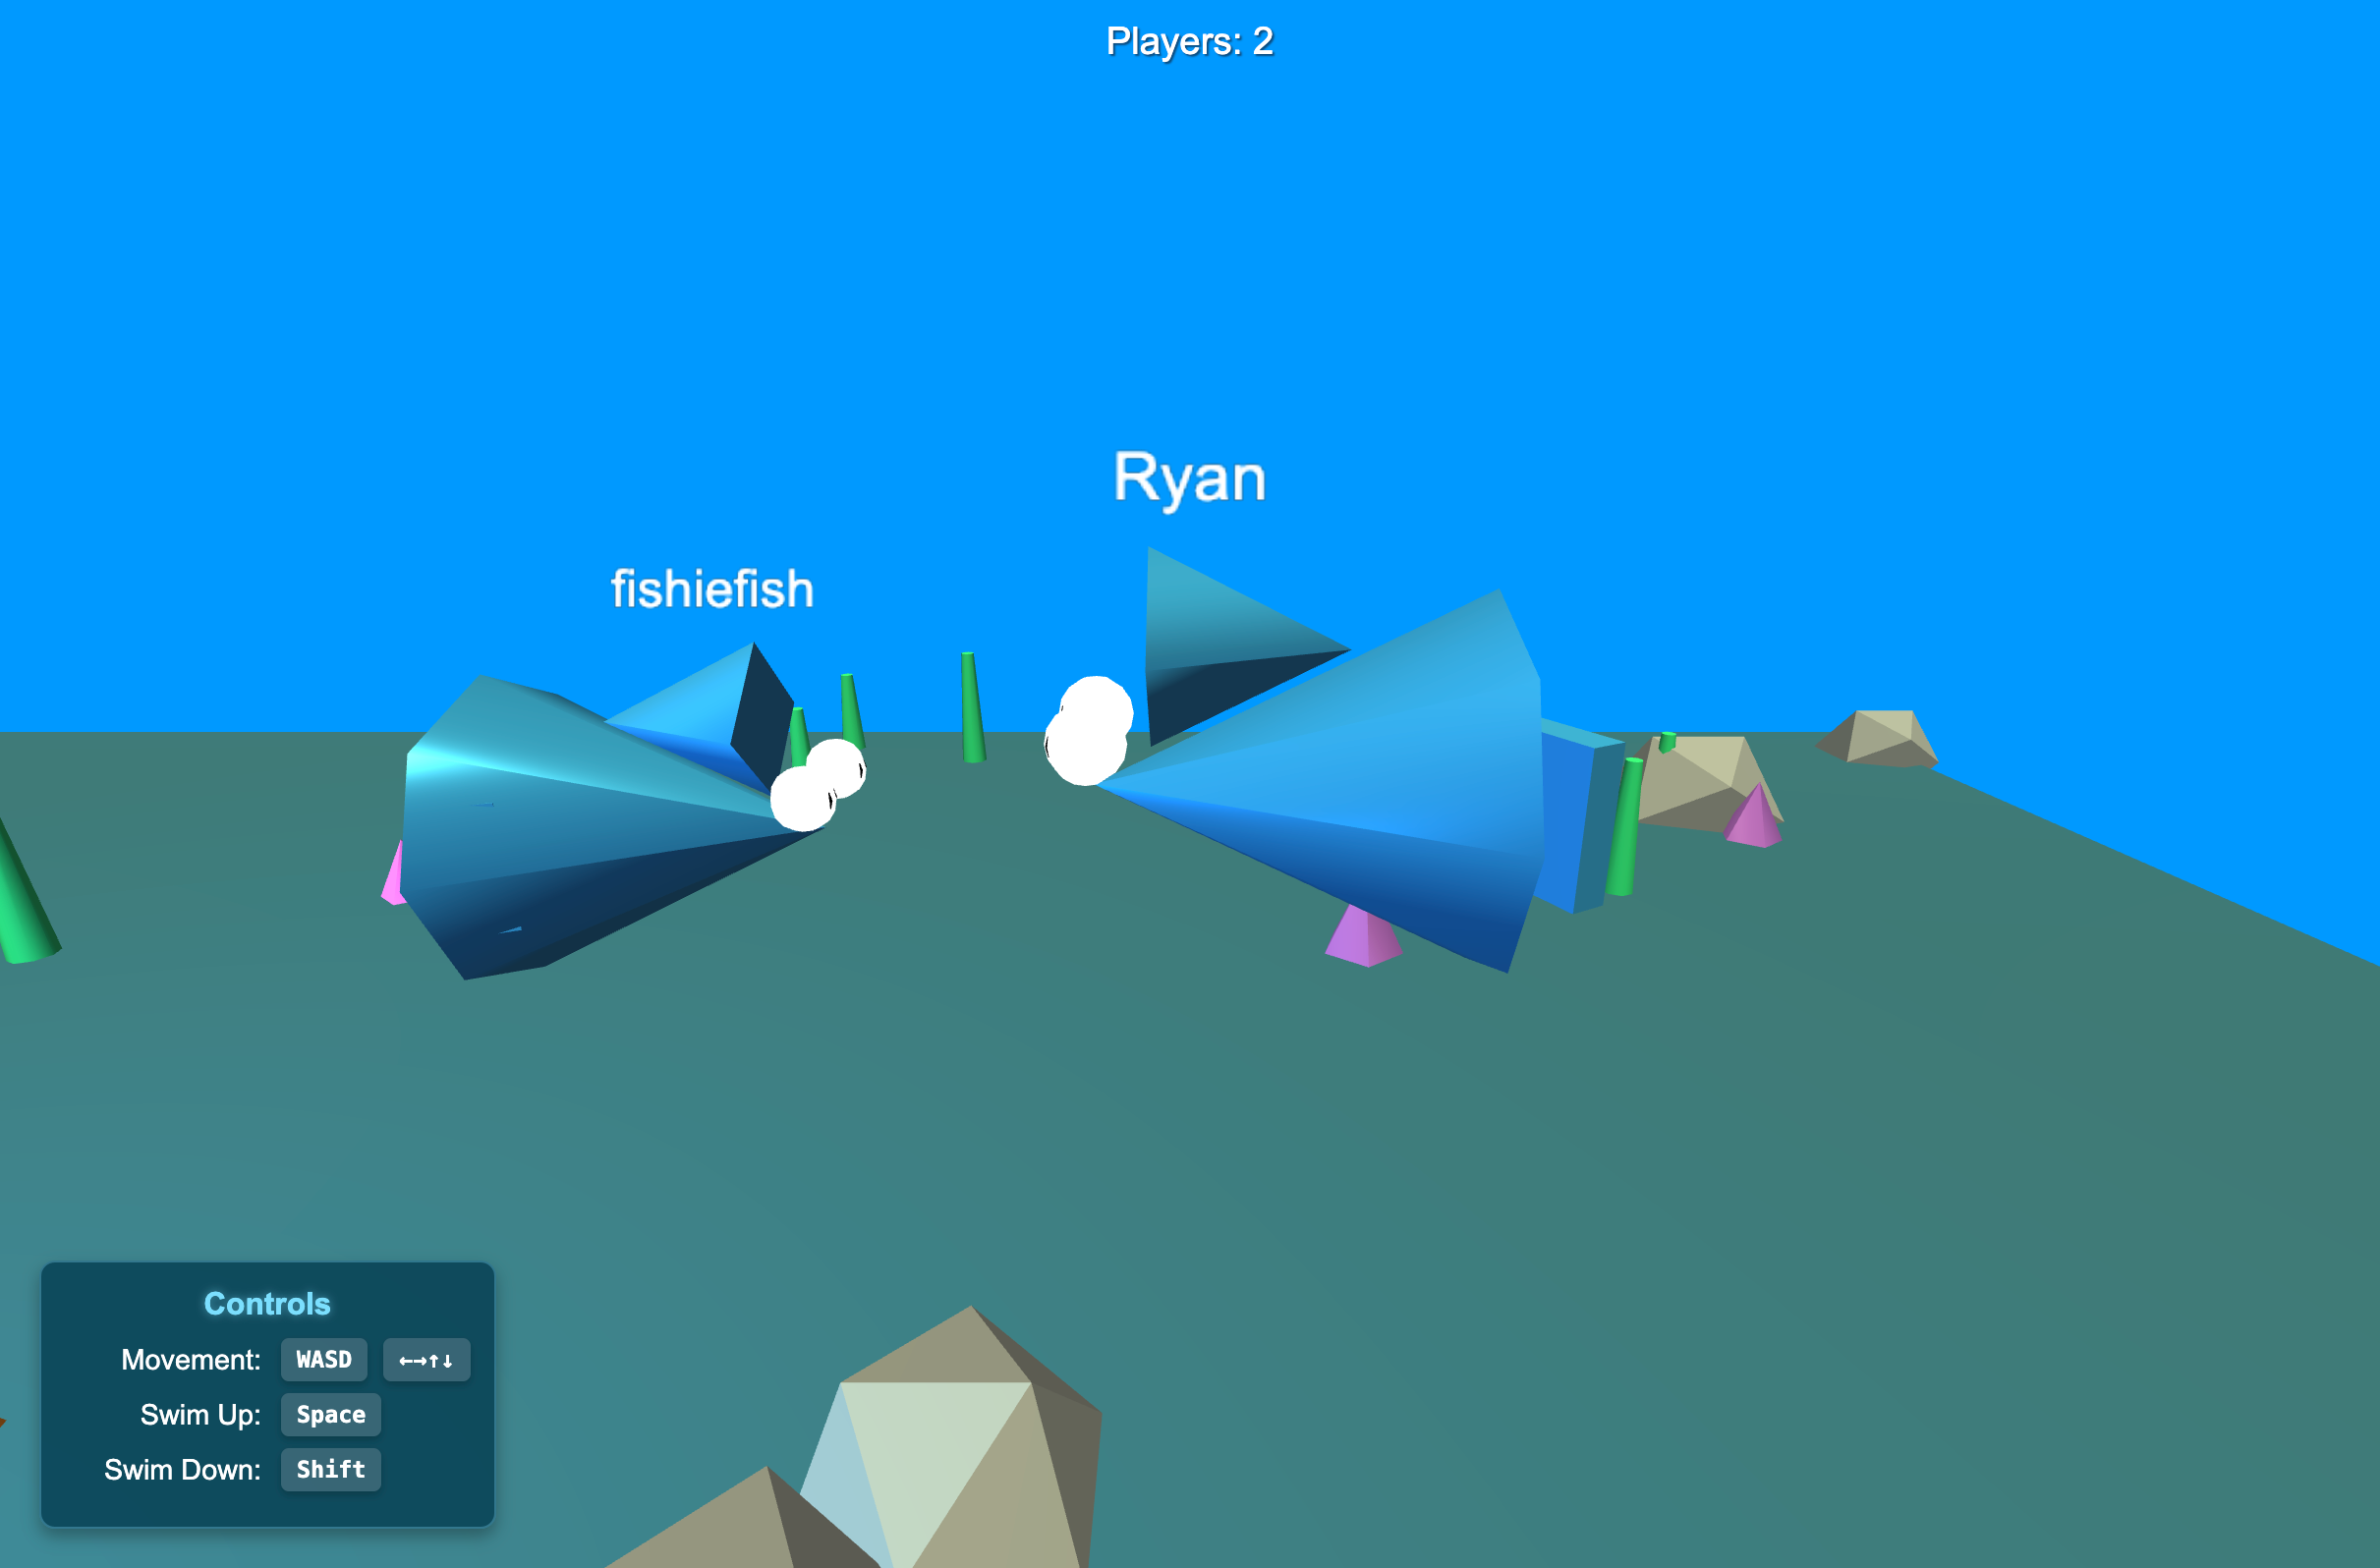 Players: 2
Ryan
fishiefish
Controls
Movement: WASD ←→↑↓
Swim Up: Space
Swim Down: Shift